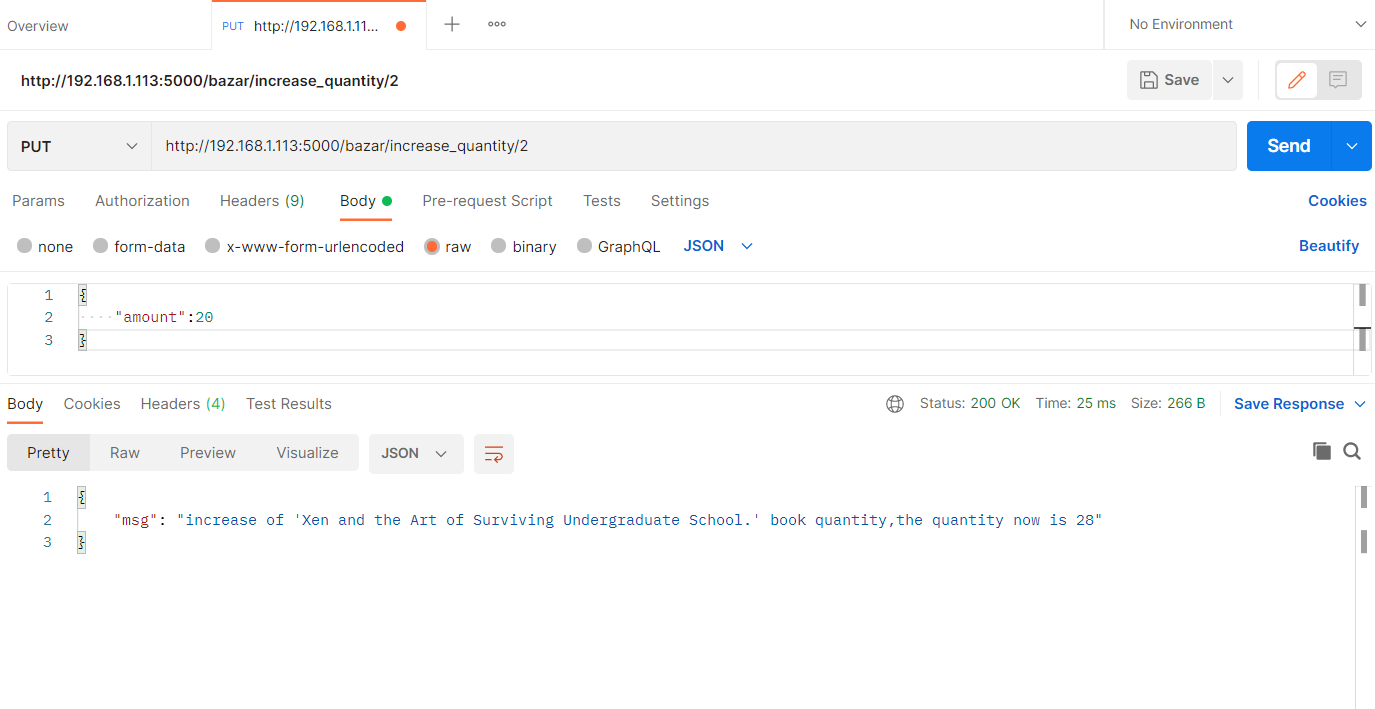 Overview
PUT http://192.168.1.11...
No Environment
http://192.168.1.113:5000/bazar/increase_quantity/2
Save
PUT
http://192.168.1.113:5000/bazar/increase_quantity/2
Send
Params Authorization Headers (9) Body Pre-request Script Tests Settings Cookies
none form-data x-www-form-urlencoded raw binary GraphQL JSON Beautify
1 {
2 "amount":20
3 }
Body Cookies Headers (4) Test Results Status: 200 OK Time: 25 ms Size: 266 B Save Response
Pretty Raw Preview Visualize JSON
1 {
2 "msg": "increase of 'Xen and the Art of Surviving Undergraduate School.' book quantity,the quantity now is 28"
3 }